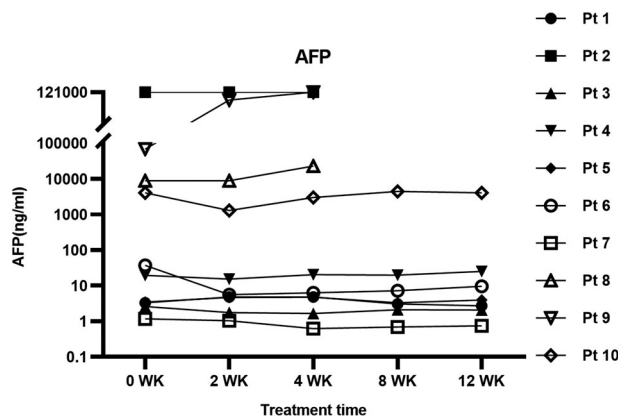 AFP
121000
100000
10000
1000
100
10
1
0.1
AFP(ng/ml)
0 WK 2 WK 4 WK 8 WK 12 WK
Treatment time
Pt 1
Pt 2
Pt 3
Pt 4
Pt 5
Pt 6
Pt 7
Pt 8
Pt 9
Pt 10